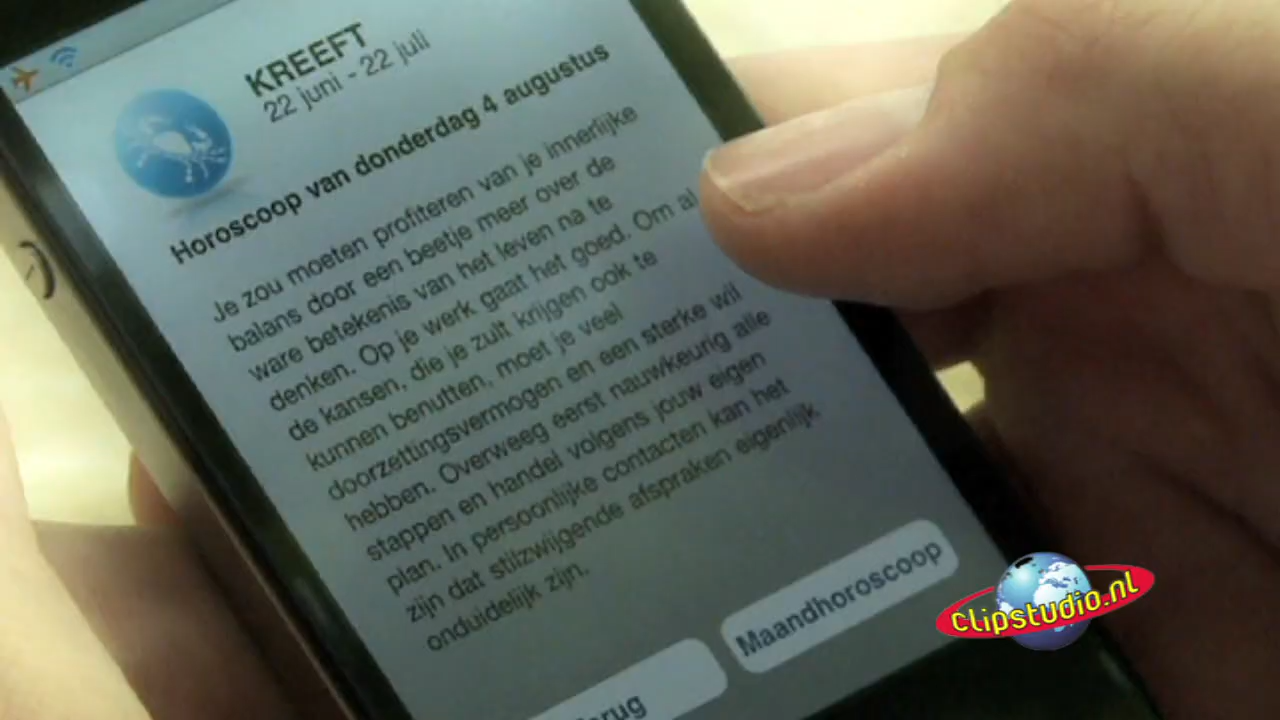 KREEFT
22 juni - 22 juli
Horoscoop van donderdag 4 augustus
Je zou moeten profiteren van je innerlijke
balans door een beetje meer over de
ware betekenis van het leven na te
denken. Op je werk gaat het goed. Om al
de kansen, die je zult krijgen ook te
kunnen benutten, moet je veel
doorzettingsvermogen en een sterke wil
hebben. Overweeg eerst nauwkeurig alle
stappen en handel volgens jouw eigen
plan. In persoonlijke contacten kan het
zijn dat stilzwijgende afspraken eigenlijk
onduidelijk zijn.
Maandhoroscoop
Clipstudio.nl